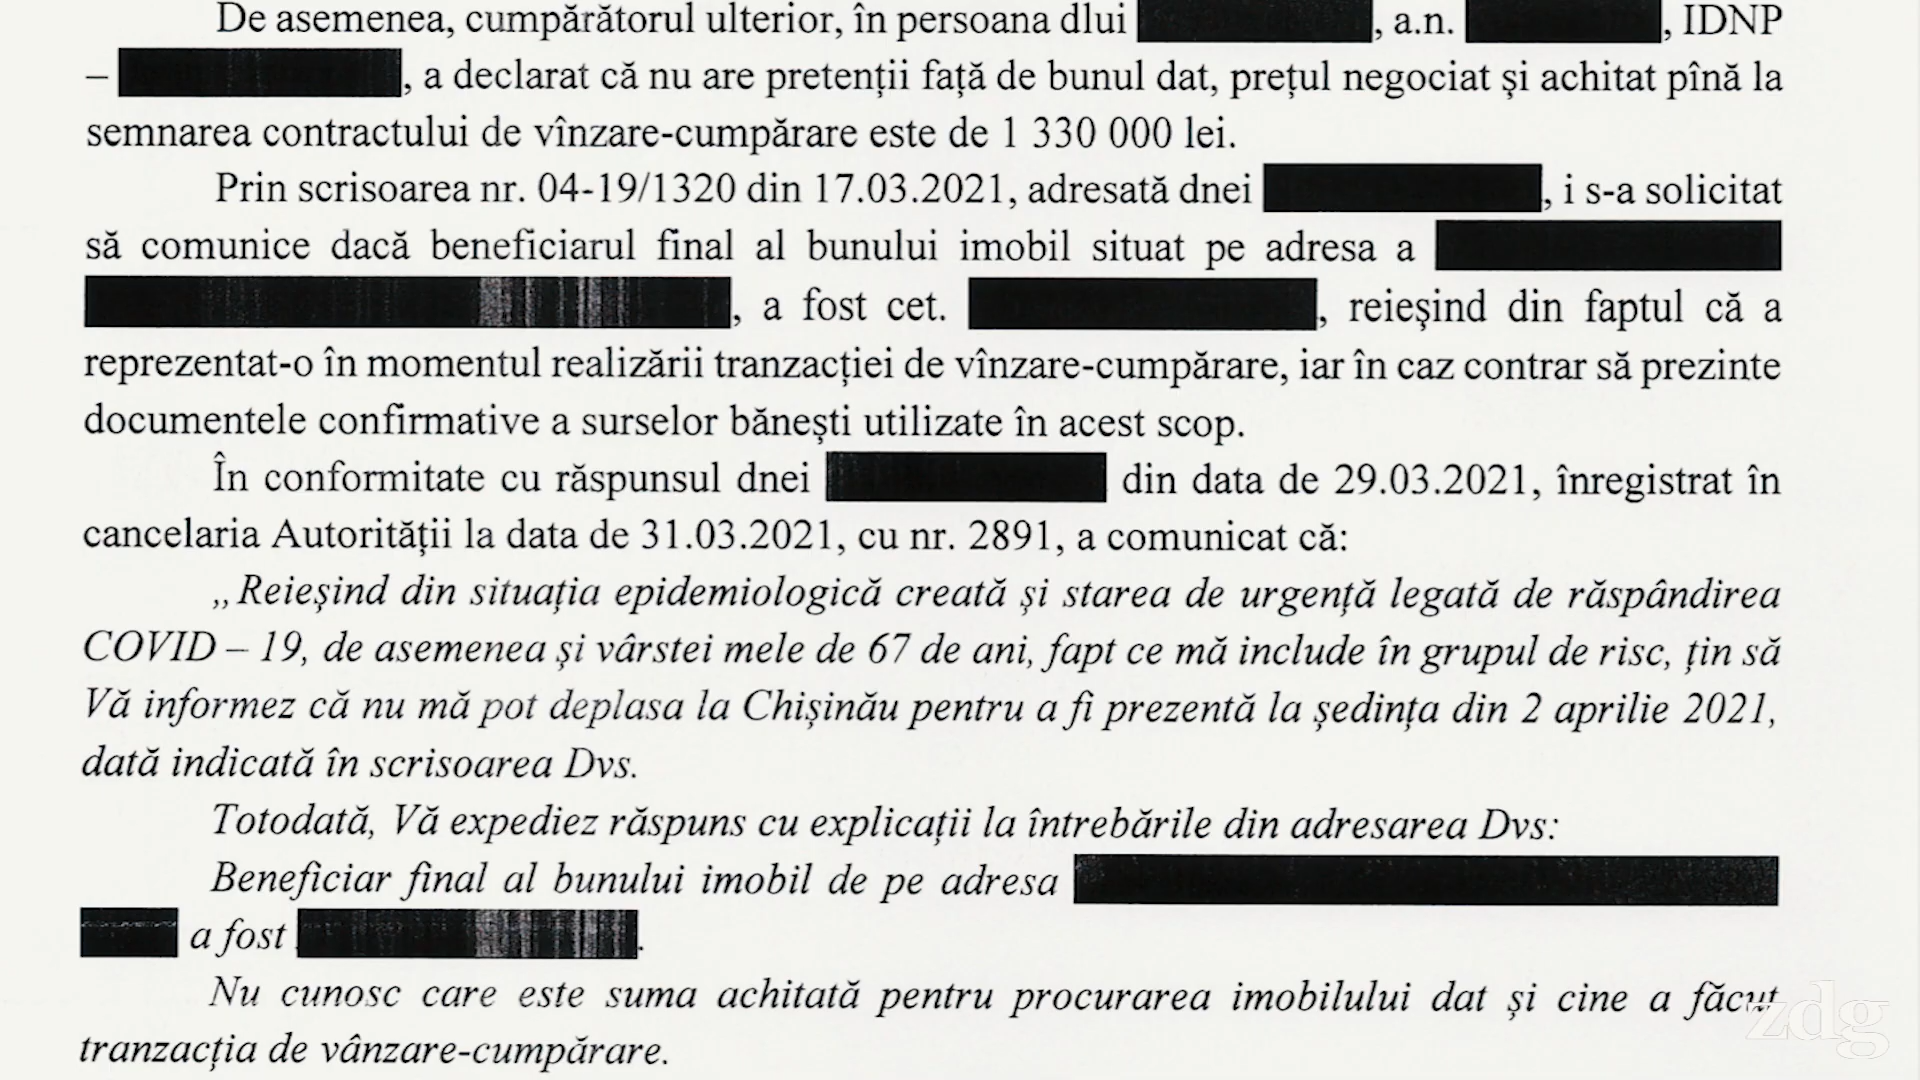 De asemenea, cumpărătorul ulterior, în persoana dlui , a.n. , IDNP
– , a declarat că nu are pretenții față de bunul dat, prețul negociat și achitat pînă la
semnarea contractului de vînzare-cumpărare este de 1 330 000 lei.
Prin scrisoarea nr. 04-19/1320 din 17.03.2021, adresată dnei , i s-a solicitat
să comunice dacă beneficiarul final al bunului imobil situat pe adresa a
, a fost cet. , reieșind din faptul că a
reprezentat-o în momentul realizării tranzacției de vînzare-cumpărare, iar în caz contrar să prezinte
documentele confirmative a surselor bănești utilizate în acest scop.
În conformitate cu răspunsul dnei din data de 29.03.2021, înregistrat în
cancelaria Autorității la data de 31.03.2021, cu nr. 2891, a comunicat că:
„Reieșind din situația epidemiologică creată și starea de urgență legată de răspândirea
COVID – 19, de asemenea și vârstei mele de 67 de ani, fapt ce mă include în grupul de risc, țin să
Vă informez că nu mă pot deplasa la Chișinău pentru a fi prezentă la ședința din 2 aprilie 2021,
dată indicată în scrisoarea Dvs.
Totodată, Vă expediez răspuns cu explicații la întrebările din adresarea Dvs:
Beneficiar final al bunului imobil de pe adresa
a fost .
Nu cunosc care este suma achitată pentru procurarea imobilului dat și cine a făcut
tranzacția de vânzare-cumpărare.
zdg